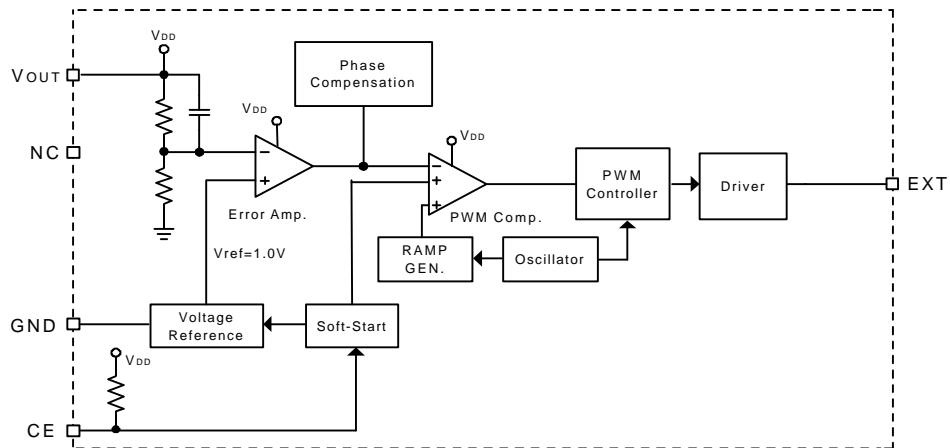 VDD
VOUT
Phase
Compensation
VDD
VDD
NC
−
+
Error Amp.
−
+
+
PWM Comp.
PWM
Controller
Driver
EXT
Vref=1.0V
RAMP
GEN.
Oscillator
GND
Voltage
Reference
Soft-Start
VDD
CE